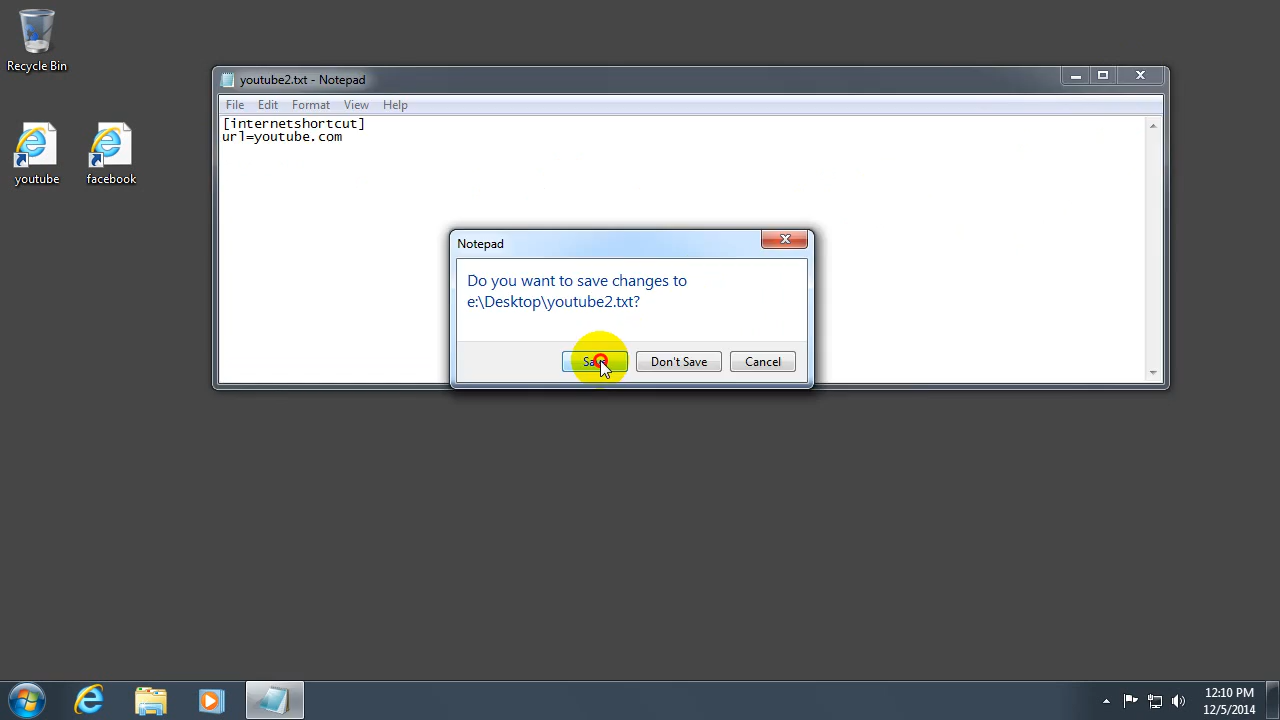 Recycle Bin
youtube
facebook
youtube2.txt - Notepad
File Edit Format View Help
[internetshortcut]
url=youtube.com
Notepad
Do you want to save changes to
e:\Desktop\youtube2.txt?
Save Don't Save Cancel
12:10 PM
12/5/2014